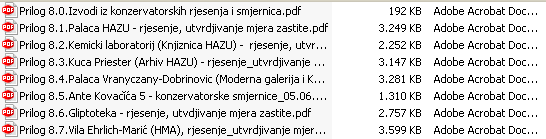 Prilog 8.0.Izvodi iz konzervatorskih rjesenja i smjernica.pdf 192 KB Adobe Acrobat Doc...
Prilog 8.1.Palaca HAZU - rjesenje, utvrdjivanje mjera zastite.pdf 3.249 KB Adobe Acrobat Doc...
Prilog 8.2.Kemicki laboratorij (Knjiznica HAZU) - rjesenje, utvr... 2.252 KB Adobe Acrobat Doc...
Prilog 8.3.Kuca Priester (Arhiv HAZU) - rjesenje_utvrdjivanje ... 3.147 KB Adobe Acrobat Doc...
Prilog 8.4.Palača Vranyczany-Dobrinovic (Moderna galerija i K... 3.281 KB Adobe Acrobat Doc...
Prilog 8.5.Ante Kovačića 5 - konzervatorske smjernice_05.06.... 1.310 KB Adobe Acrobat Doc...
Prilog 8.6.Gliptoteka - rjesenje, utvdjivanje mjera zastite.pdf 2.757 KB Adobe Acrobat Doc...
Prilog 8.7.Vila Ehrlich-Marić (HMA), rjesenje_utvrdjivanje mjer... 3.599 KB Adobe Acrobat Doc...